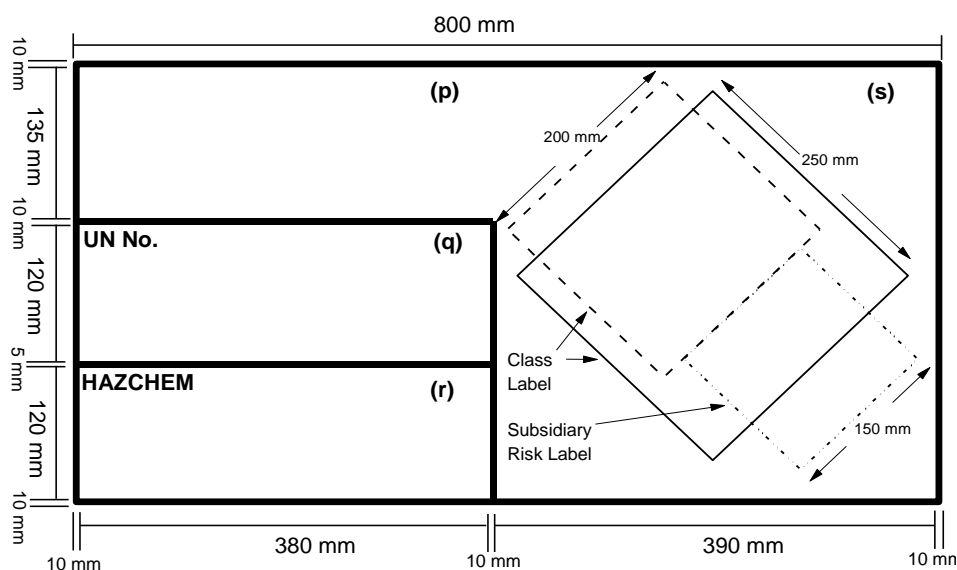 800 mm
10 mm
(p)
(s)
135 mm
200 mm
250 mm
10 mm
UN No.
(q)
120 mm
5 mm
Class
Label
HAZCHEM
(r)
120 mm
Subsidiary
Risk Label
150 mm
10 mm
380 mm
390 mm
10 mm
10 mm
10 mm